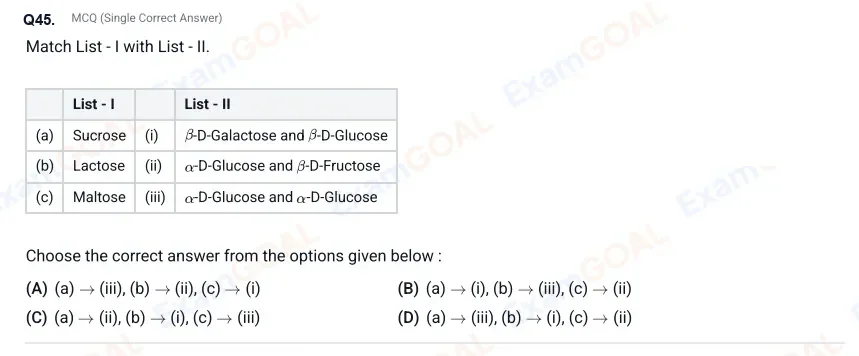 Q45. MCQ (Single Correct Answer)
Match List - I with List - II.
List - I List - II
(a) Sucrose (i) β-D-Galactose and β-D-Glucose
(b) Lactose (ii) α-D-Glucose and β-D-Fructose
(c) Maltose (iii) α-D-Glucose and α-D-Glucose
Choose the correct answer from the options given below :
(A) (a) → (iii), (b) → (ii), (c) → (i) (B) (a) → (i), (b) → (iii), (c) → (ii)
(C) (a) → (ii), (b) → (i), (c) → (iii) (D) (a) → (iii), (b) → (i), (c) → (ii)
ExamGOAL
ExamGOAL